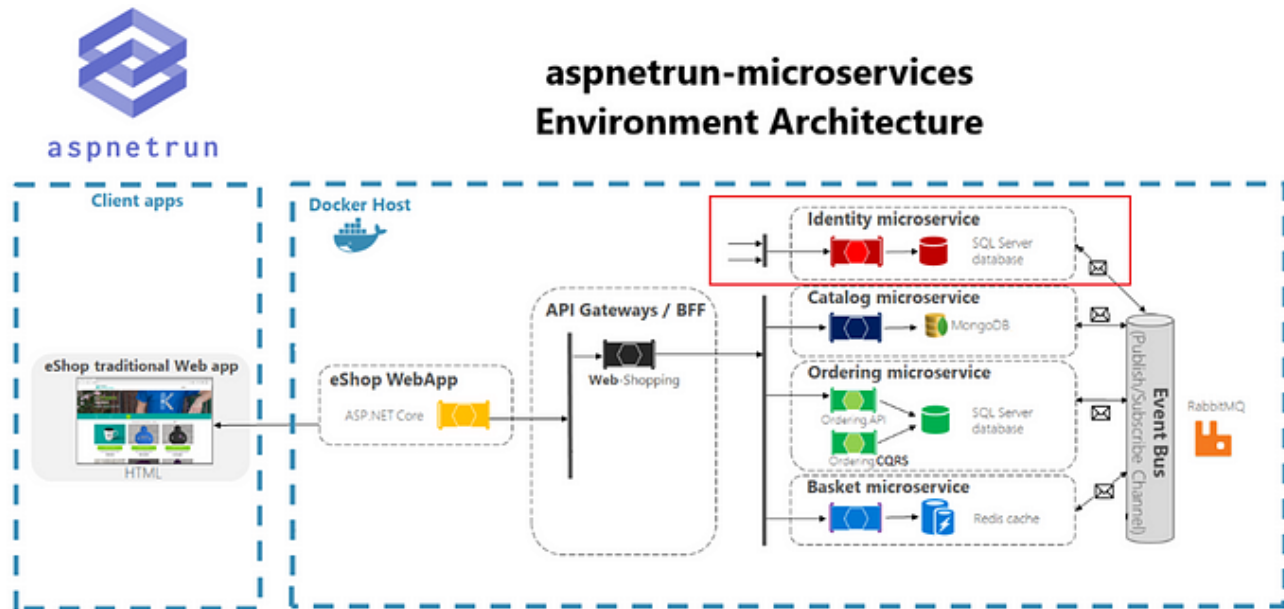 aspnetrun
aspnetrun-microservices
Environment Architecture
Client apps
eShop traditional Web app
HTML
Docker Host
eShop WebApp
ASP.NET Core
API Gateways / BFF
Web-Shopping
Identity microservice
SQL Server
database
Catalog microservice
MongoDB
Ordering microservice
Ordering.API
SQL Server
database
Ordering.CQRS
Basket microservice
Redis cache
Event Bus
(Publish/Subscribe Channel)
RabbitMQ